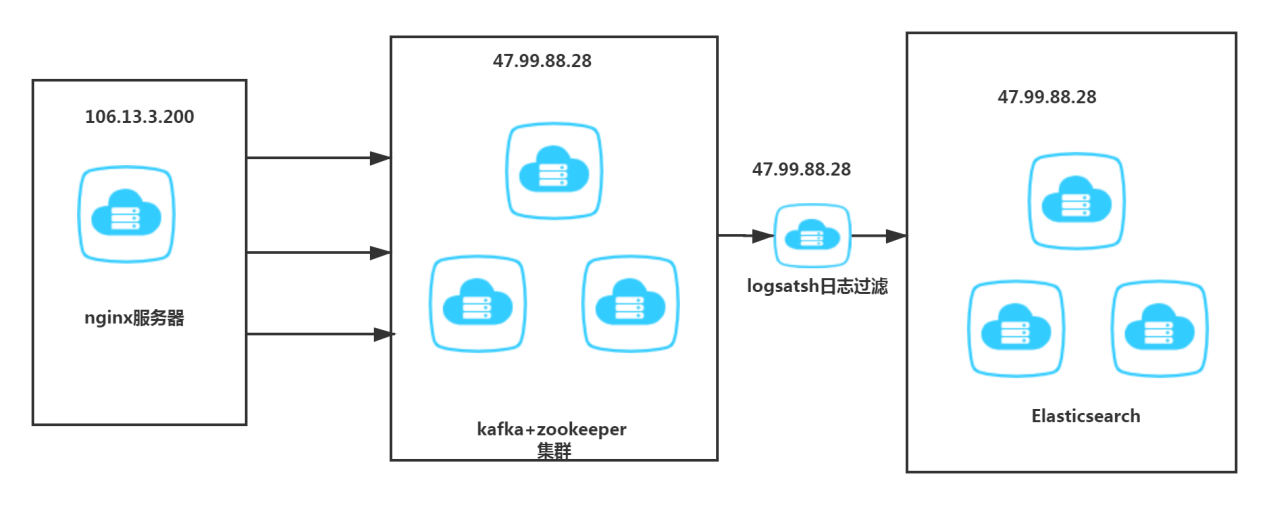 106.13.3.200
nginx服务器
47.99.88.28
kafka+zookeeper
集群
47.99.88.28
logsatsh日志过滤
47.99.88.28
Elasticsearch